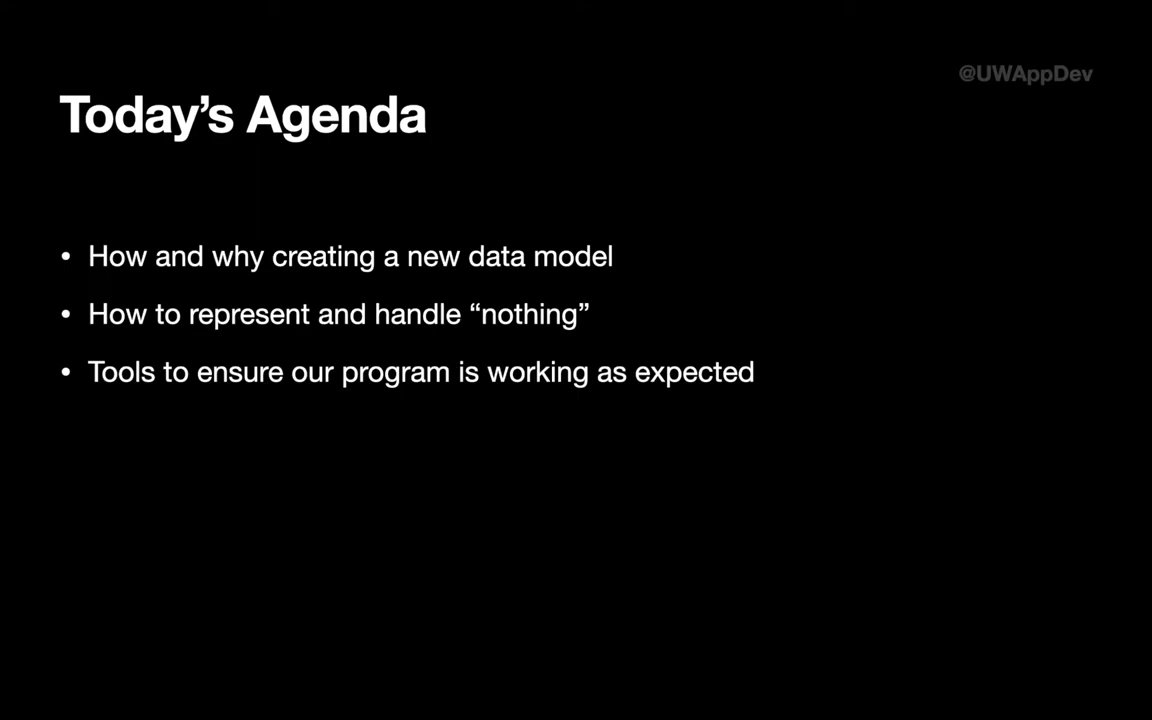 @UWAppDev
Today’s Agenda
• How and why creating a new data model
• How to represent and handle “nothing”
• Tools to ensure our program is working as expected